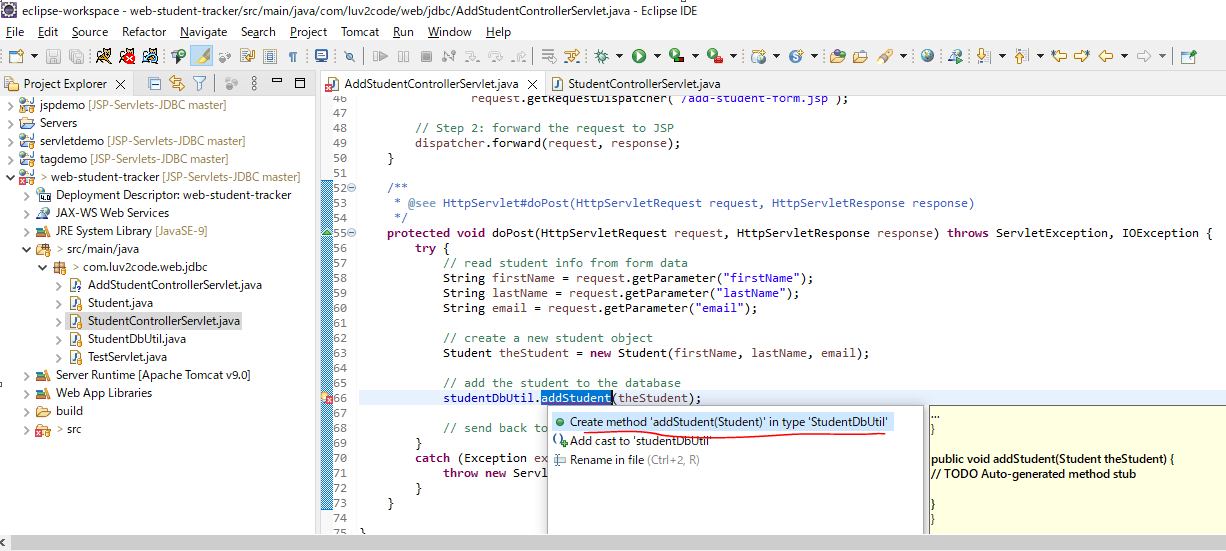 eclipse-workspace - web-student-tracker/src/main/java/com/luv2code/web/jdbc/AddStudentControllerServlet.java - Eclipse IDE
File Edit Source Refactor Navigate Search Project Tomcat Run Window Help
Project Explorer
jspdemo [JSP-Servlets-JDBC master]
Servers
servletdemo [JSP-Servlets-JDBC master]
tagdemo [JSP-Servlets-JDBC master]
> web-student-tracker [JSP-Servlets-JDBC master]
Deployment Descriptor: web-student-tracker
JAX-WS Web Services
JRE System Library [JavaSE-9]
> src/main/java
> com.luv2code.web.jdbc
AddStudentControllerServlet.java
Student.java
StudentControllerServlet.java
StudentDbUtil.java
TestServlet.java
Server Runtime [Apache Tomcat v9.0]
Web App Libraries
build
> src
AddStudentControllerServlet.java
StudentControllerServlet.java
46 request.getRequestDispatcher("/add-student-form.jsp");
47
48 // Step 2: forward the request to JSP
49 dispatcher.forward(request, response);
50 }
51
52 /**
53 * @see HttpServlet#doPost(HttpServletRequest request, HttpServletResponse response)
54 */
55 protected void doPost(HttpServletRequest request, HttpServletResponse response) throws ServletException, IOException {
56 try {
57 // read student info from form data
58 String firstName = request.getParameter("firstName");
59 String lastName = request.getParameter("lastName");
60 String email = request.getParameter("email");
61
62 // create a new student object
63 Student theStudent = new Student(firstName, lastName, email);
64
65 // add the student to the database
66 studentDbUtil.addStudent(theStudent);
67
68 // send back to
69 }
70 catch (Exception ex
71 throw new Servl
72 }
73 }
74
75 }
Create method 'addStudent(Student)' in type 'StudentDbUtil'
Add cast to 'studentDbUtil'
Rename in file (Ctrl+2, R)
...
}
public void addStudent(Student theStudent) {
// TODO Auto-generated method stub
}
}